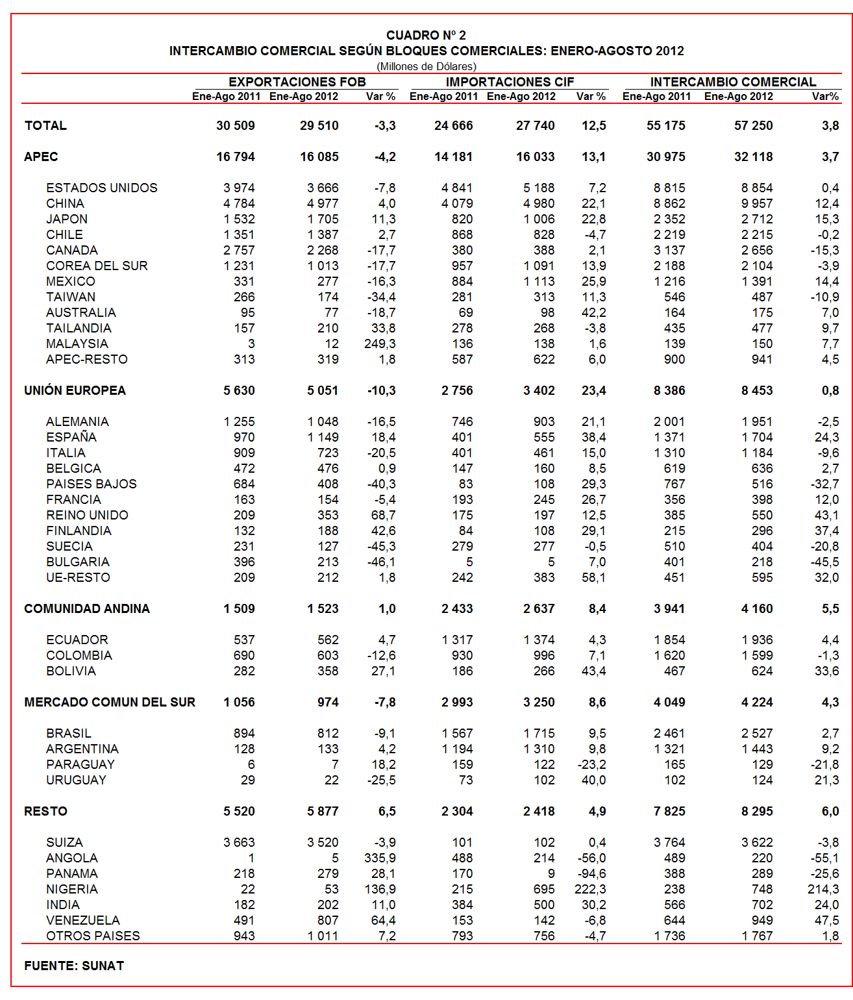 CUADRO Nº 2
INTERCAMBIO COMERCIAL SEGÚN BLOQUES COMERCIALES: ENERO-AGOSTO 2012
(Millones de Dólares)
EXPORTACIONES FOB IMPORTACIONES CIF INTERCAMBIO COMERCIAL
Ene-Ago 2011 Ene-Ago 2012 Var % Ene-Ago 2011 Ene-Ago 2012 Var % Ene-Ago 2011 Ene-Ago 2012 Var%
TOTAL 30 509 29 510 -3,3 24 666 27 740 12,5 55 175 57 250 3,8
APEC 16 794 16 085 -4,2 14 181 16 033 13,1 30 975 32 118 3,7
ESTADOS UNIDOS 3 974 3 666 -7,8 4 841 5 188 7,2 8 815 8 854 0,4
CHINA 4 784 4 977 4,0 4 079 4 980 22,1 8 862 9 957 12,4
JAPON 1 532 1 705 11,3 820 1 006 22,8 2 352 2 712 15,3
CHILE 1 351 1 387 2,7 868 828 -4,7 2 219 2 215 -0,2
CANADA 2 757 2 268 -17,7 380 388 2,1 3 137 2 656 -15,3
COREA DEL SUR 1 231 1 013 -17,7 957 1 091 13,9 2 188 2 104 -3,9
MEXICO 331 277 -16,3 884 1 113 25,9 1 216 1 391 14,4
TAIWAN 266 174 -34,4 281 313 11,3 546 487 -10,9
AUSTRALIA 95 77 -18,7 69 98 42,2 164 175 7,0
TAILANDIA 157 210 33,8 278 268 -3,8 435 477 9,7
MALAYSIA 3 12 249,3 136 138 1,6 139 150 7,7
APEC-RESTO 313 319 1,8 587 622 6,0 900 941 4,5
UNIÓN EUROPEA 5 630 5 051 -10,3 2 756 3 402 23,4 8 386 8 453 0,8
ALEMANIA 1 255 1 048 -16,5 746 903 21,1 2 001 1 951 -2,5
ESPAÑA 970 1 149 18,4 401 555 38,4 1 371 1 704 24,3
ITALIA 909 723 -20,5 401 461 15,0 1 310 1 184 -9,6
BELGICA 472 476 0,9 147 160 8,5 619 636 2,7
PAISES BAJOS 684 408 -40,3 83 108 29,3 767 516 -32,7
FRANCIA 163 154 -5,4 193 245 26,7 356 398 12,0
REINO UNIDO 209 353 68,7 175 197 12,5 385 550 43,1
FINLANDIA 132 188 42,6 84 108 29,1 215 296 37,4
SUECIA 231 127 -45,3 279 277 -0,5 510 404 -20,8
BULGARIA 396 213 -46,1 5 5 7,0 401 218 -45,5
UE-RESTO 209 212 1,8 242 383 58,1 451 595 32,0
COMUNIDAD ANDINA 1 509 1 523 1,0 2 433 2 637 8,4 3 941 4 160 5,5
ECUADOR 537 562 4,7 1 317 1 374 4,3 1 854 1 936 4,4
COLOMBIA 690 603 -12,6 930 996 7,1 1 620 1 599 -1,3
BOLIVIA 282 358 27,1 186 266 43,4 467 624 33,6
MERCADO COMUN DEL SUR 1 056 974 -7,8 2 993 3 250 8,6 4 049 4 224 4,3
BRASIL 894 812 -9,1 1 567 1 715 9,5 2 461 2 527 2,7
ARGENTINA 128 133 4,2 1 194 1 310 9,8 1 321 1 443 9,2
PARAGUAY 6 7 18,2 159 122 -23,2 165 129 -21,8
URUGUAY 29 22 -25,5 73 102 40,0 102 124 21,3
RESTO 5 520 5 877 6,5 2 304 2 418 4,9 7 825 8 295 6,0
SUIZA 3 663 3 520 -3,9 101 102 0,4 3 764 3 622 -3,8
ANGOLA 1 5 335,9 488 214 -56,0 489 220 -55,1
PANAMA 218 279 28,1 170 9 -94,6 388 289 -25,6
NIGERIA 22 53 136,9 215 695 222,3 238 748 214,3
INDIA 182 202 11,0 384 500 30,2 566 702 24,0
VENEZUELA 491 807 64,4 153 142 -6,8 644 949 47,5
OTROS PAISES 943 1 011 7,2 793 756 -4,7 1 736 1 767 1,8
FUENTE: SUNAT